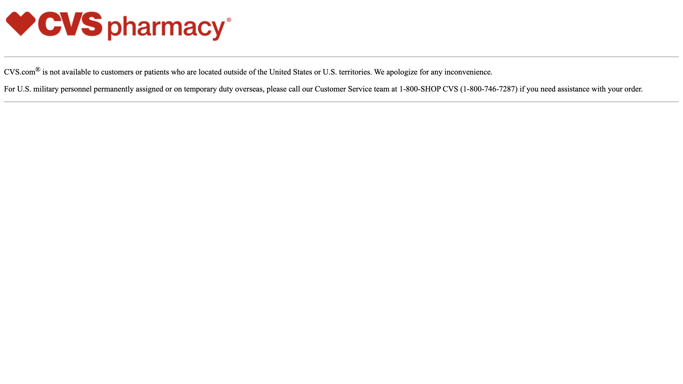 CVS pharmacy®
CVS.com® is not available to customers or patients who are located outside of the United States or U.S. territories. We apologize for any inconvenience.
For U.S. military personnel permanently assigned or on temporary duty overseas, please call our Customer Service team at 1-800-SHOP CVS (1-800-746-7287) if you need assistance with your order.